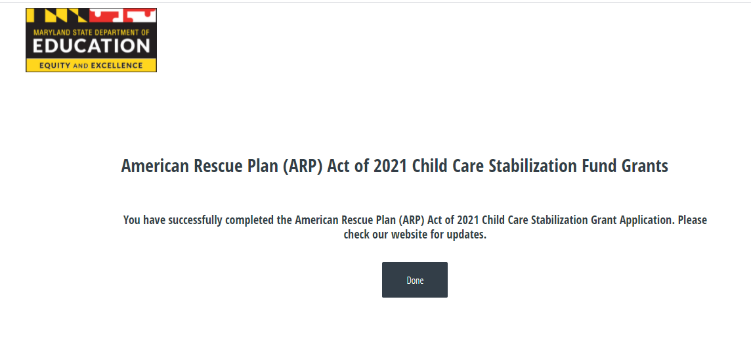 MARYLAND STATE DEPARTMENT OF
EDUCATION
EQUITY AND EXCELLENCE
American Rescue Plan (ARP) Act of 2021 Child Care Stabilization Fund Grants
You have successfully completed the American Rescue Plan (ARP) Act of 2021 Child Care Stabilization Grant Application. Please
check our website for updates.
Done